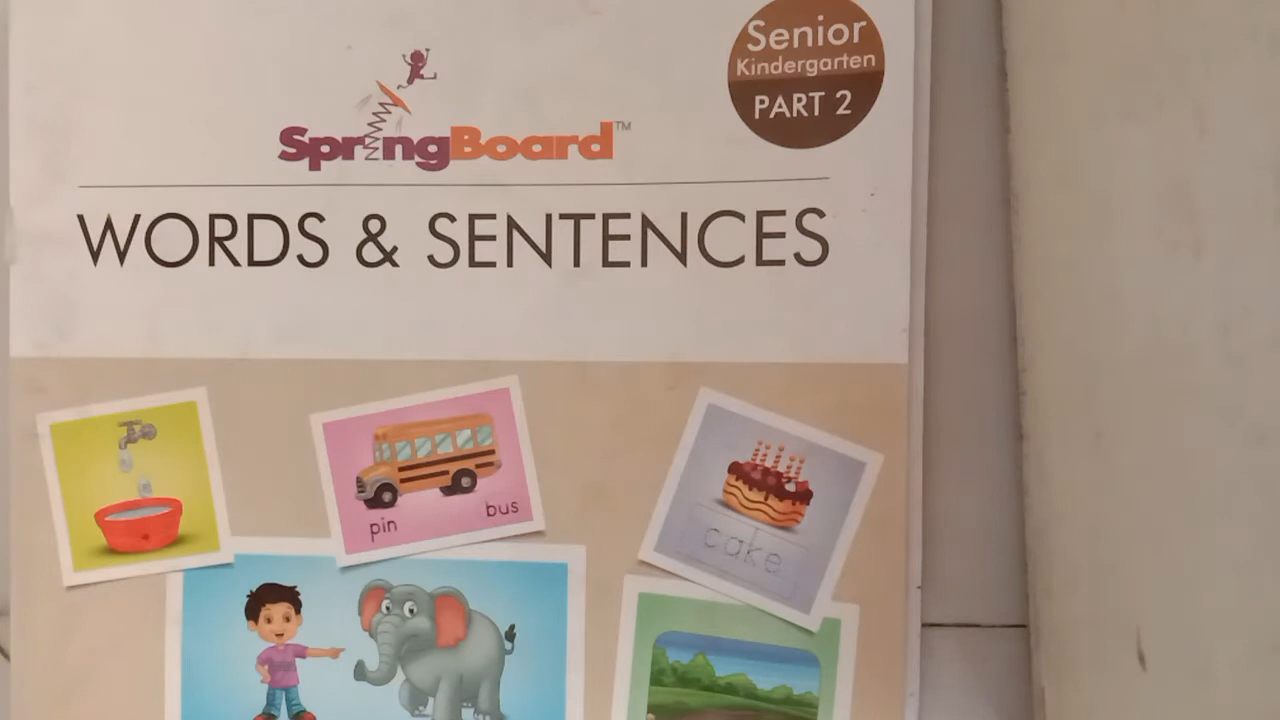 Senior
Kindergarten
PART 2
SpringBoard™
WORDS & SENTENCES
pin
bus
cake